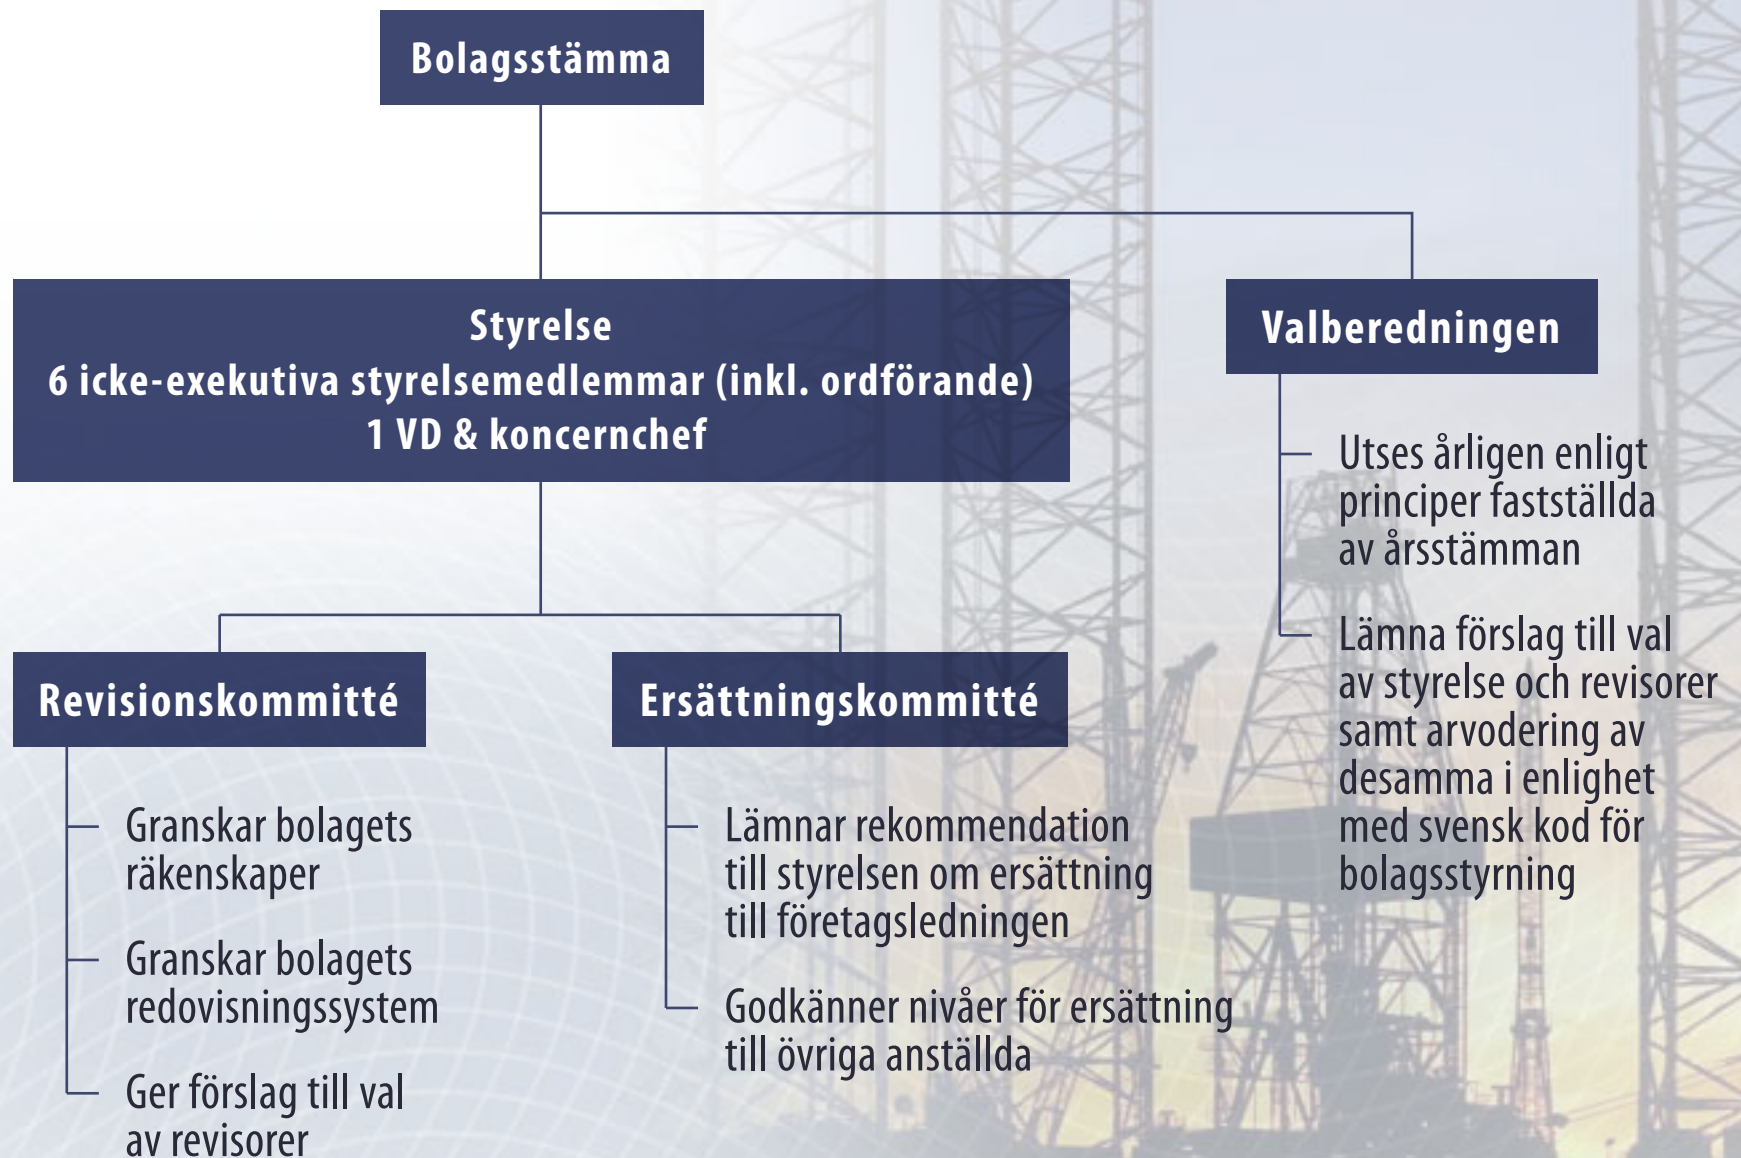 Bolagsstämma
Styrelse
6 icke-exekutiva styrelsemedlemmar (inkl. ordförande)
1 VD & koncernchef
Valberedningen
Utses årligen enligt
principer fastställda
av årsstämman
Lämna förslag till val
av styrelse och revisorer
samt arvodering av
desamma i enlighet
med svensk kod för
bolagsstyrning
Revisionskommitté
Granskar bolagets
räkenskaper
Granskar bolagets
redovisningssystem
Ger förslag till val
av revisorer
Ersättningskommitté
Lämnar rekommendation
till styrelsen om ersättning
till företagsledningen
Godkänner nivåer för ersättning
till övriga anställda